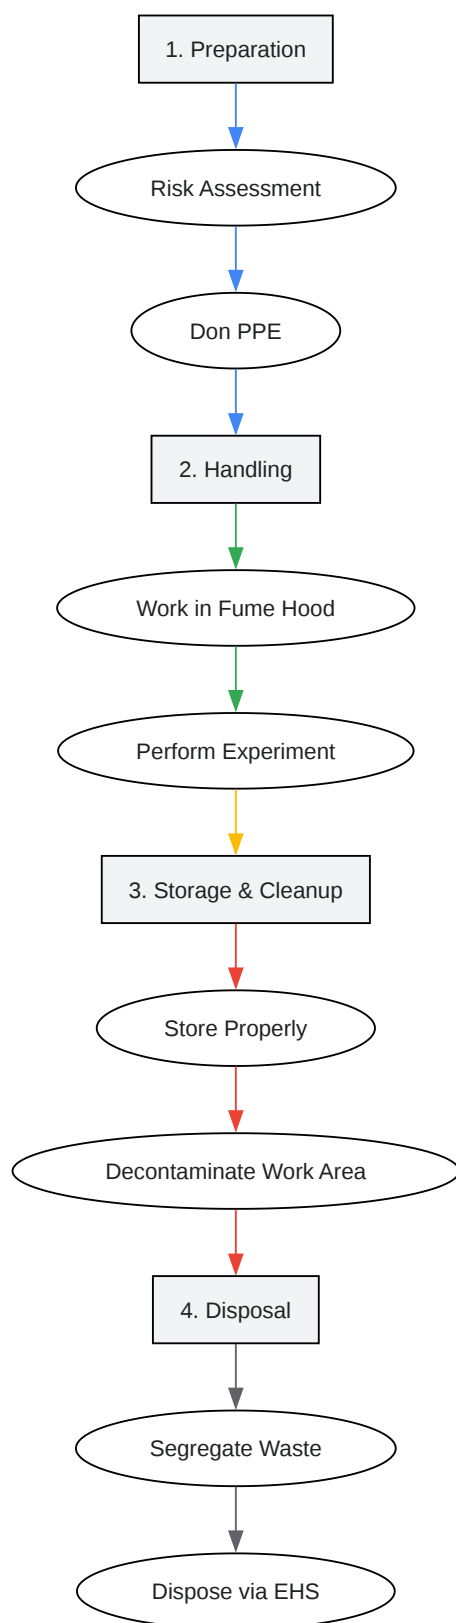 1. Preparation
Risk Assessment
Don PPE
2. Handling
Work in Fume Hood
Perform Experiment
3. Storage & Cleanup
Store Properly
Decontaminate Work Area
4. Disposal
Segregate Waste
Dispose via EHS